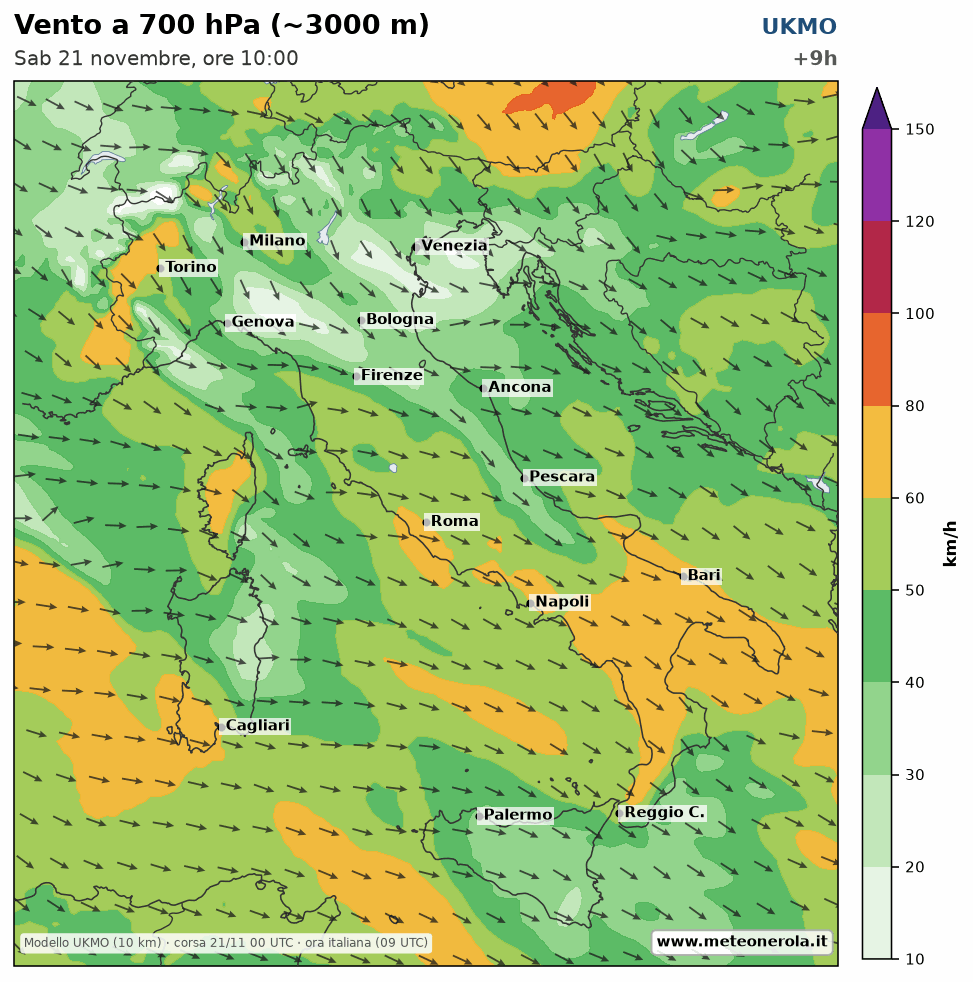 Vento a 700 hPa (~3000 m)
UKMO
Sab 21 novembre, ore 10:00
+9h
150
120
100
80
60
50
40
30
20
10
km/h
Milano
Venezia
Torino
Genova
Bologna
Firenze
Ancona
Pescara
Roma
Bari
Napoli
Cagliari
Palermo
Reggio C.
Modello UKMO (10 km) · corsa 21/11 00 UTC · ora italiana (09 UTC)
www.meteonerola.it